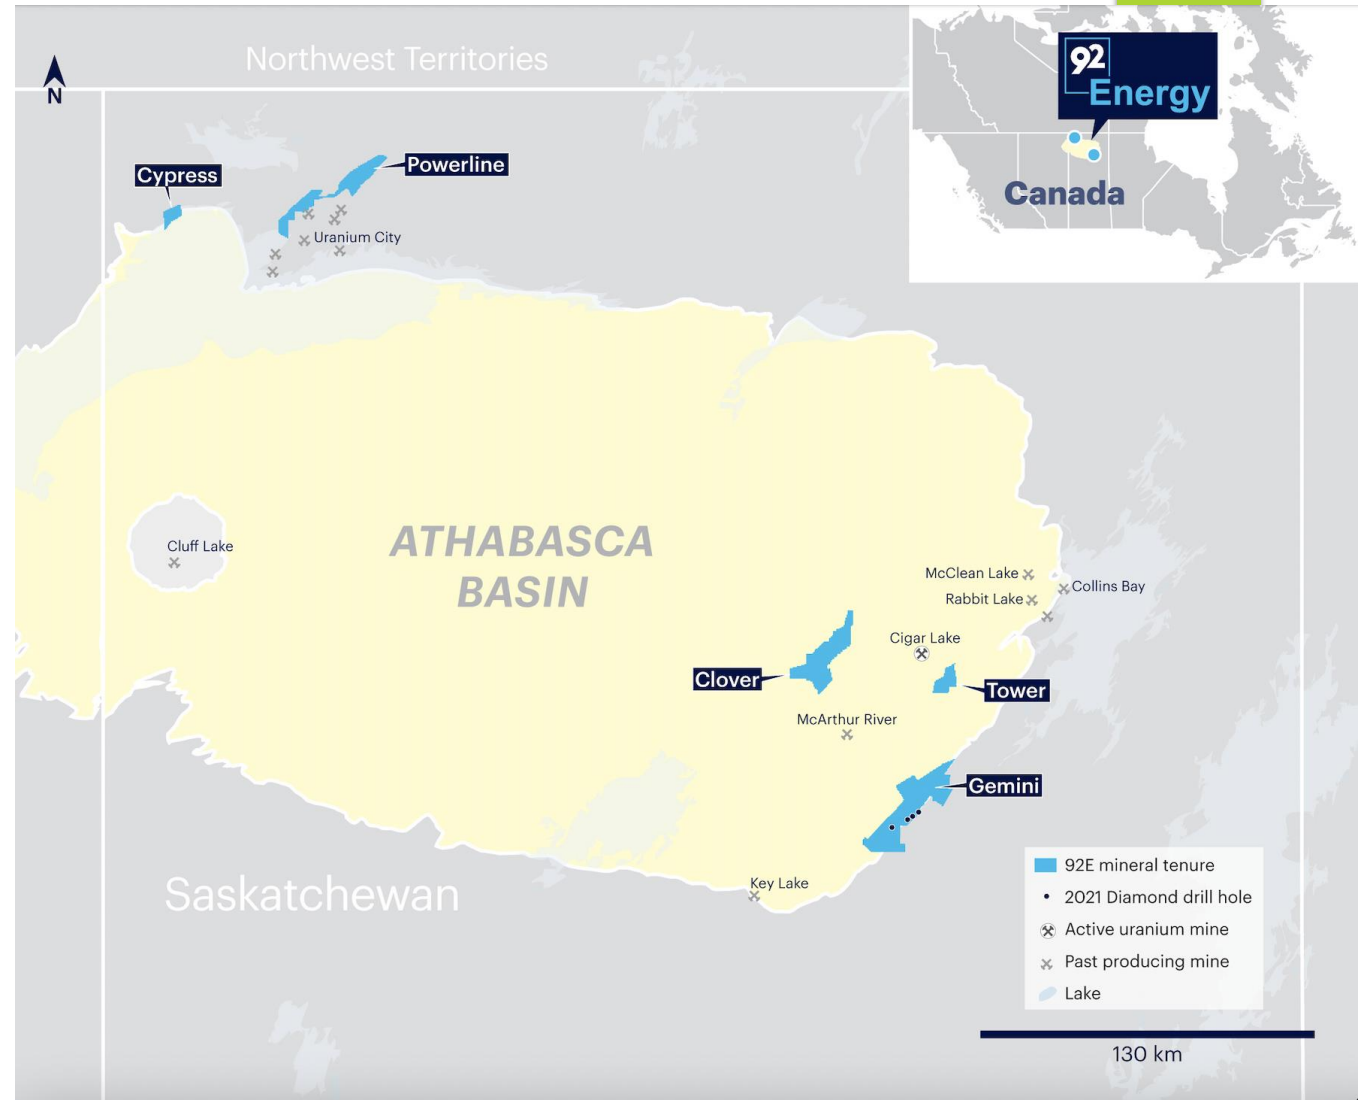 Northwest Territories
N
92
Energy
Canada
Cypress
Powerline
Uranium City
ATHABASCA
BASIN
Cluff Lake
McClean Lake
Collins Bay
Rabbit Lake
Cigar Lake
Clover
Tower
McArthur River
Gemini
Key Lake
Saskatchewan
92E mineral tenure
2021 Diamond drill hole
Active uranium mine
Past producing mine
Lake
130 km